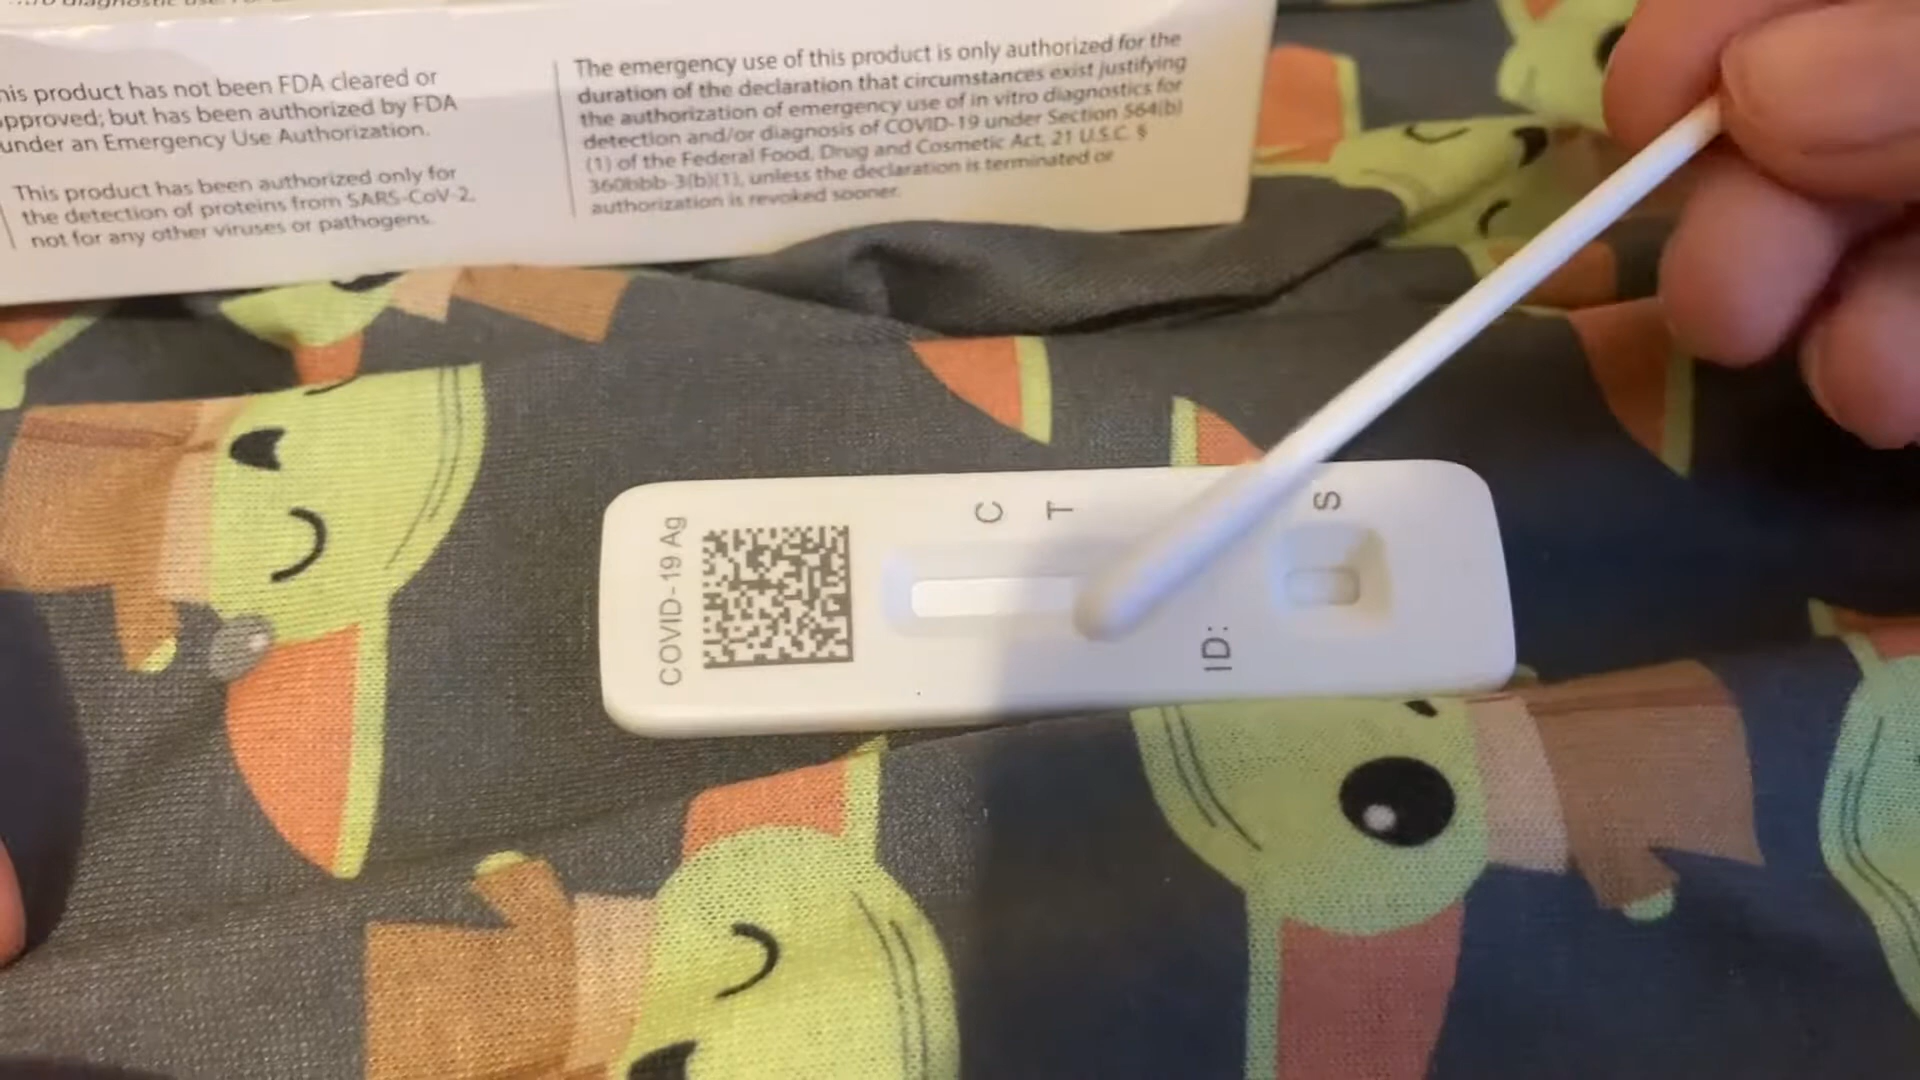 diagnostic use.
his product has not been FDA cleared or
pproved; but has been authorized by FDA
under an Emergency Use Authorization.
This product has been authorized only for
the detection of proteins from SARS-CoV-2,
not for any other viruses or pathogens.
The emergency use of this product is only authorized for the
duration of the declaration that circumstances exist justifying
the authorization of emergency use of in vitro diagnostics for
detection and/or diagnosis of COVID-19 under Section 564(b)
(1) of the Federal Food, Drug and Cosmetic Act, 21 U.S.C. §
360bbb-3(b)(1), unless the declaration is terminated or
authorization is revoked sooner.
COVID-19 Ag
C
T
S
ID: